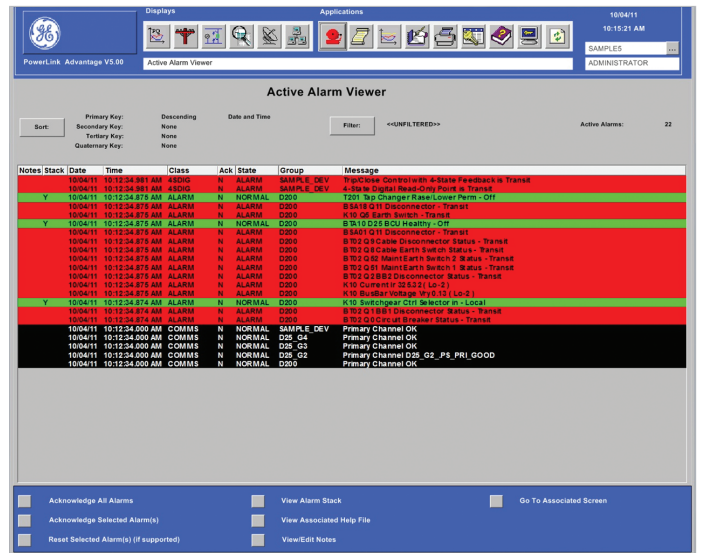 Displays Applications 10/04/11
10:15:21 AM
SAMPLE5 ...
PowerLink Advantage V5.00 Active Alarm Viewer ADMINISTRATOR
Active Alarm Viewer
Sort: Primary Key: Descending Date and Time
Secondary Key: None
Tertiary Key: None
Quaternary Key: None
Filter: <<UNFILTERED>> Active Alarms: 22
Notes Stack Date Time Class Ack State Group Message
10/04/11 10:12:34.981 AM 4SDIG N ALARM SAMPLE_DEV Trip/Close Control with 4-State Feedback is Transit
10/04/11 10:12:34.981 AM 4SDIG N ALARM SAMPLE_DEV 4-State Digital Read-Only Point is Transit
Y 10/04/11 10:12:34.875 AM ALARM N NORMAL D200 T201 Tap Changer Rase/Lower Perm - Off
10/04/11 10:12:34.875 AM ALARM N ALARM D200 BSA18 Q11 Disconnector - Transit
10/04/11 10:12:34.875 AM ALARM N ALARM D200 K10 Q5 Earth Switch - Transit
Y 10/04/11 10:12:34.875 AM ALARM N NORMAL D200 BTA10 D25 BCU Healthy - Off
10/04/11 10:12:34.875 AM ALARM N ALARM D200 BSA01 Q11 Disconnector - Transit
10/04/11 10:12:34.875 AM ALARM N ALARM D200 BT02 Q9 Cable Disconnector Status - Transit
10/04/11 10:12:34.875 AM ALARM N ALARM D200 BT02 Q8 Cable Earth Switch Status - Transit
10/04/11 10:12:34.875 AM ALARM N ALARM D200 BT02 Q52 Maint Earth Switch 2 Status - Transit
10/04/11 10:12:34.875 AM ALARM N ALARM D200 BT02 Q51 Maint Earth Switch 1 Status - Transit
10/04/11 10:12:34.875 AM ALARM N ALARM D200 BT02 Q2 BB2 Disconnector Status - Transit
10/04/11 10:12:34.875 AM ALARM N ALARM D200 K10 Current Ir 32532 ( Lo-2 )
10/04/11 10:12:34.875 AM ALARM N ALARM D200 K10 BusBar Voltage Vry 0.13 ( Lo-2 )
Y 10/04/11 10:12:34.874 AM ALARM N NORMAL D200 K10 Switchgear Ctrl Selector in - Local
10/04/11 10:12:34.874 AM ALARM N ALARM D200 BT02 Q1 BB1 Disconnector Status - Transit
10/04/11 10:12:34.874 AM ALARM N ALARM D200 BT02 Q0 Circuit Breaker Status - Transit
10/04/11 10:12:34.000 AM COMMS N NORMAL SAMPLE_DEV Primary Channel OK
10/04/11 10:12:34.000 AM COMMS N NORMAL D25_G4 Primary Channel OK
10/04/11 10:12:34.000 AM COMMS N NORMAL D25_G3 Primary Channel OK
10/04/11 10:12:34.000 AM COMMS N NORMAL D25_G2 Primary Channel D25_G2_PS_PRI_GOOD
10/04/11 10:12:34.000 AM COMMS N NORMAL D200 Primary Channel OK
Acknowledge All Alarms View Alarm Stack Go To Associated Screen
Acknowledge Selected Alarm(s) View Associated Help File
Reset Selected Alarm(s) (if supported) View/Edit Notes